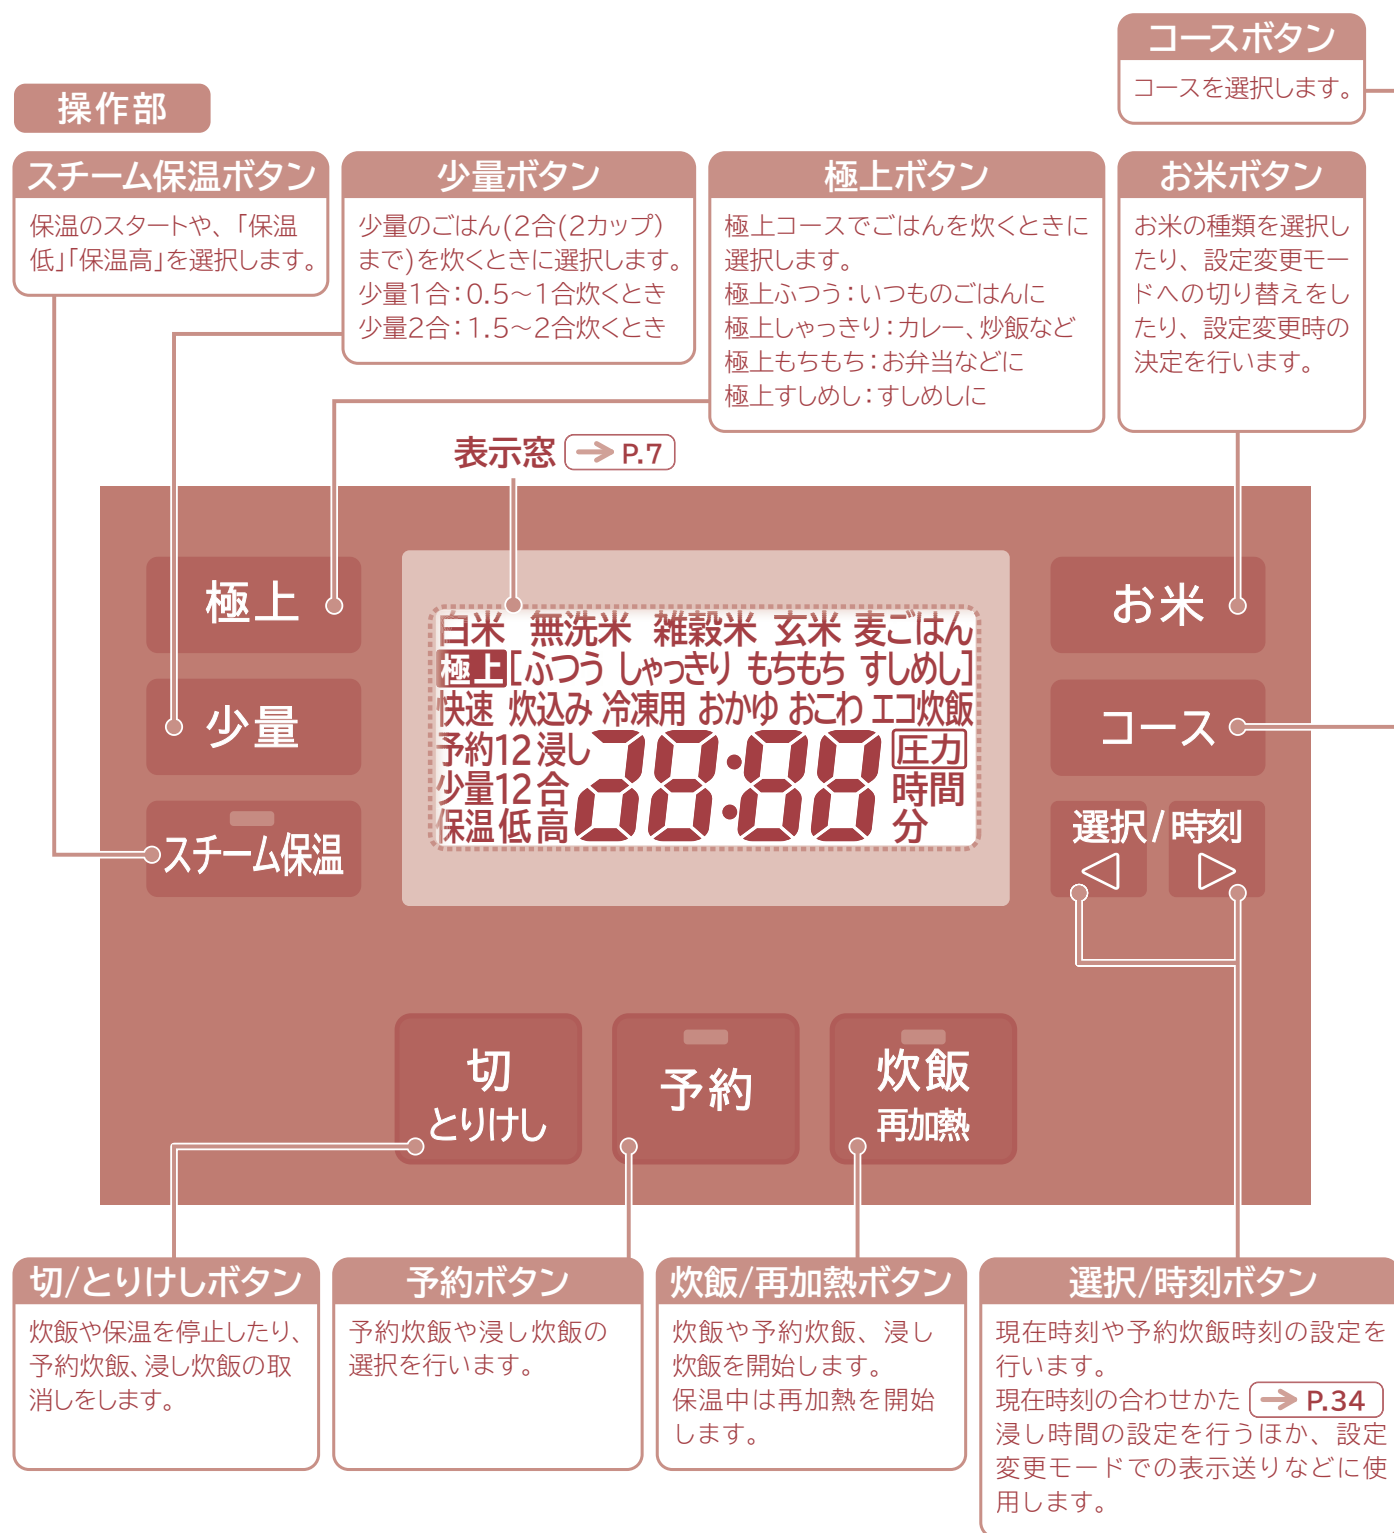 コースボタン
コースを選択します。
操作部
スチーム保温ボタン
保温のスタートや、「保温
低」「保温高」を選択します。
少量ボタン
少量のごはん(2合(2カップ)
まで)を炊くときに選択します。
少量1合：0.5～1合炊くとき
少量2合：1.5～2合炊くとき
極上ボタン
極上コースでごはんを炊くときに
選択します。
極上ふつう：いつものごはんに
極上しゃっきり：カレー、炒飯など
極上もちもち：お弁当などに
極上すしめし：すしめしに
お米ボタン
お米の種類を選択し
たり、設定変更モー
ドへの切り替えをし
たり、設定変更時の
決定を行います。
表示窓 → P.7
極上
少量
スチーム保温
白米 無洗米 雑穀米 玄米 麦ごはん
極上 [ふつう しゃっきり もちもち すしめし]
快速 炊込み 冷凍用 おかゆ おこわ エコ炊飯
予約12 浸し 圧力
少量12合 28:88 時間
保温 低 高 分
お米
コース
選択/時刻
◁ ▷
切
とりけし
予約
炊飯
再加熱
切/とりけしボタン
炊飯や保温を停止したり、
予約炊飯、浸し炊飯の取
消しをします。
予約ボタン
予約炊飯や浸し炊飯の
選択を行います。
炊飯/再加熱ボタン
炊飯や予約炊飯、浸し
炊飯を開始します。
保温中は再加熱を開始
します。
選択/時刻ボタン
現在時刻や予約炊飯時刻の設定を
行います。
現在時刻の合わせかた → P.34
浸し時間の設定を行うほか、設定
変更モードでの表示送りなどに使
用します。